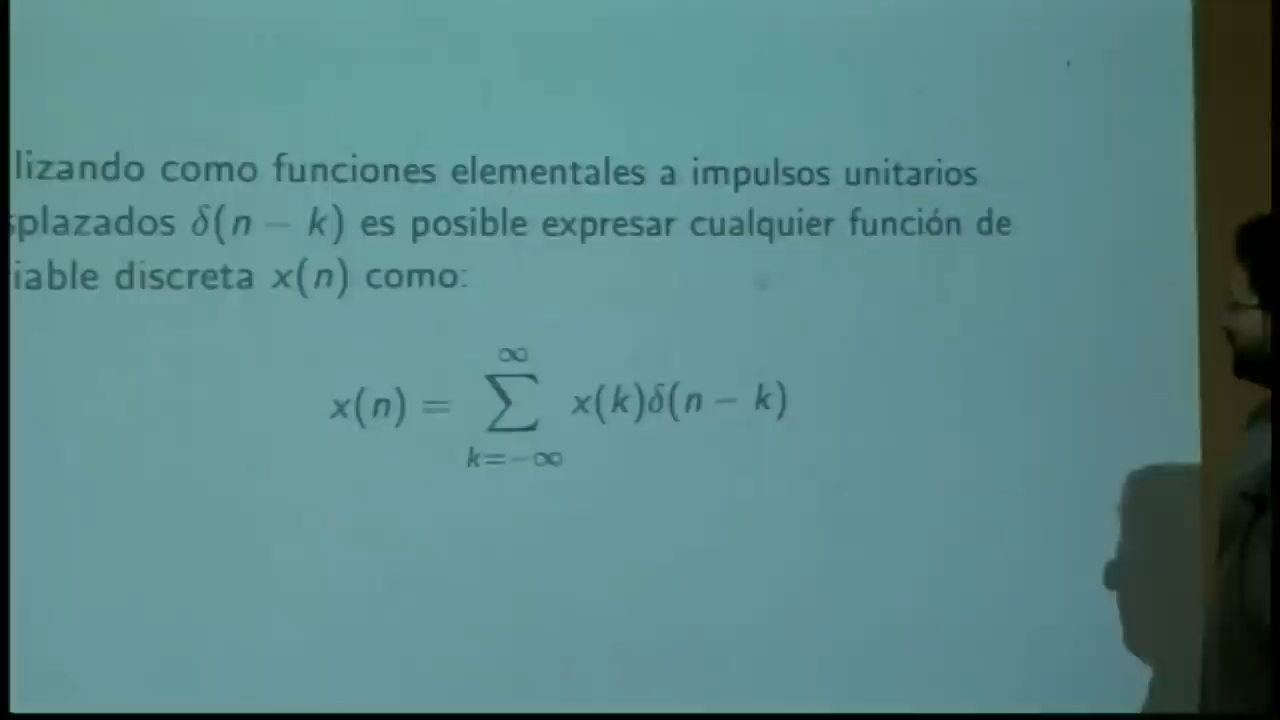 lizando como funciones elementales a impulsos unitarios
splazados δ(n − k) es posible expresar cualquier función de
iable discreta x(n) como:
x(n) = ∑_{k=−∞}^{∞} x(k)δ(n − k)